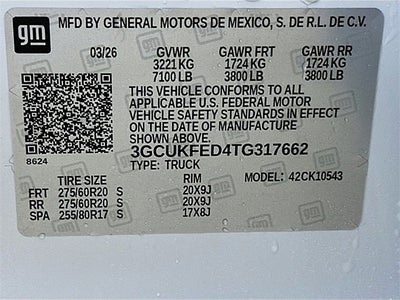 gm MFD BY GENERAL MOTORS DE MEXICO, S. DE R.L. DE C.V.
03/26 GVWR GAWR FRT GAWR RR
3221 KG 1724 KG 1724 KG
7100 LB 3800 LB 3800 LB
THIS VEHICLE CONFORMS TO ALL
APPLICABLE U.S. FEDERAL MOTOR
VEHICLE SAFETY STANDARDS IN EFFECT
ON THE DATE OF MANUFACTURE SHOWN ABOVE.
8624 3GCUKFED4TG317662
TYPE: TRUCK
TIRE SIZE RIM MODEL: 42CK10543
FRT 275/60R20 S 20X9J
RR 275/60R20 S 20X9J
SPA 255/80R17 S 17X8J
gm